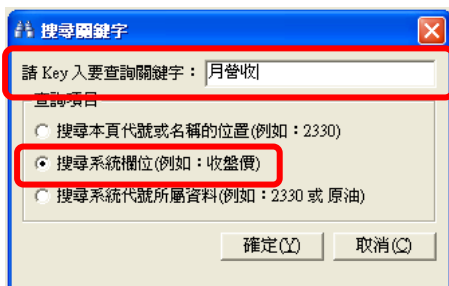 搜尋關鍵字
請 Key 入要查詢關鍵字： 月營收
查詢項目
搜尋本頁代號或名稱的位置(例如：2330)
搜尋系統欄位(例如：收盤價)
搜尋系統代號所屬資料(例如：2330 或 原油)
確定(Y) 取消(C)